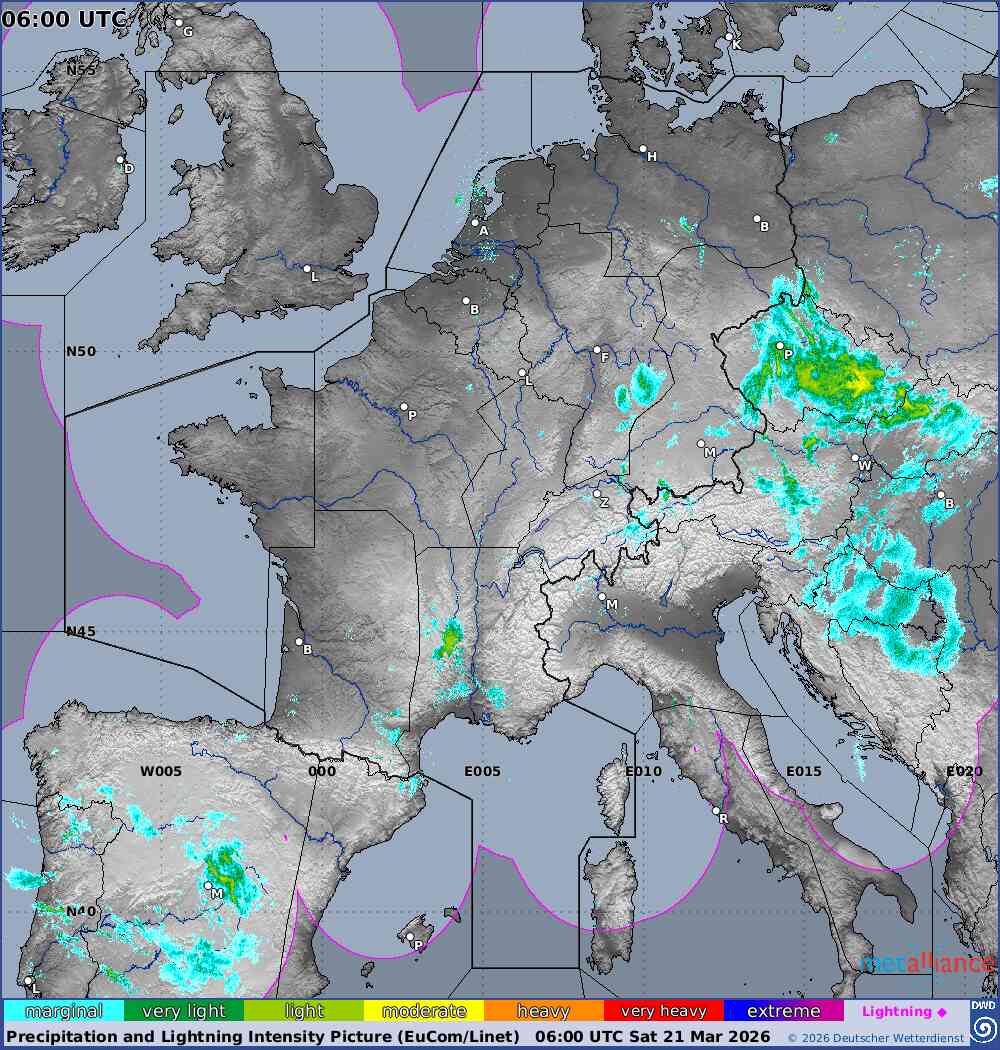 06:00 UTC
G
K
N55
D
H
A
B
B
L
N50
P
F
L
P
M
W
Z
B
M
N45
B
W005
000
E005
E010
E015
E020
R
M
N40
P
L
metalliance
marginal
very light
light
moderate
heavy
very heavy
extreme
Lightning ◆
DWD
Precipitation and Lightning Intensity Picture (EuCom/Linet) 06:00 UTC Sat 21 Mar 2026 © 2026 Deutscher Wetterdienst